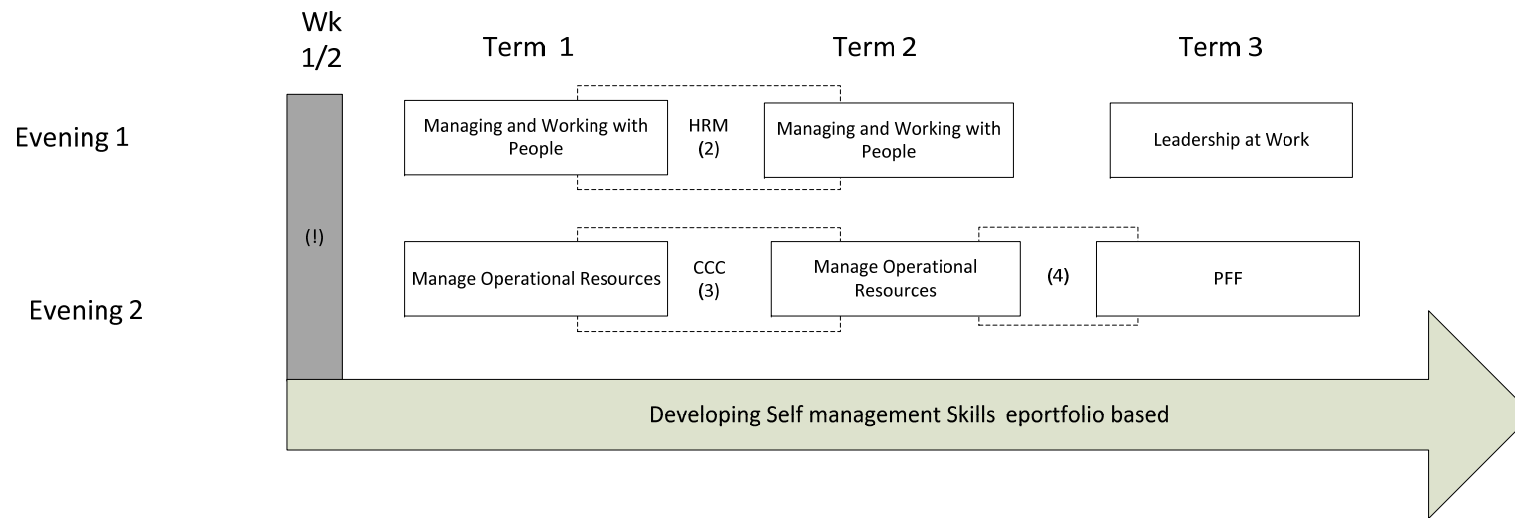 Wk
1/2
Term 1
Term 2
Term 3
Evening 1
Managing and Working with
People
HRM
(2)
Managing and Working with
People
Leadership at Work
(!)
Evening 2
Manage Operational Resources
CCC
(3)
Manage Operational
Resources
(4)
PFF
Developing Self management Skills eportfolio based